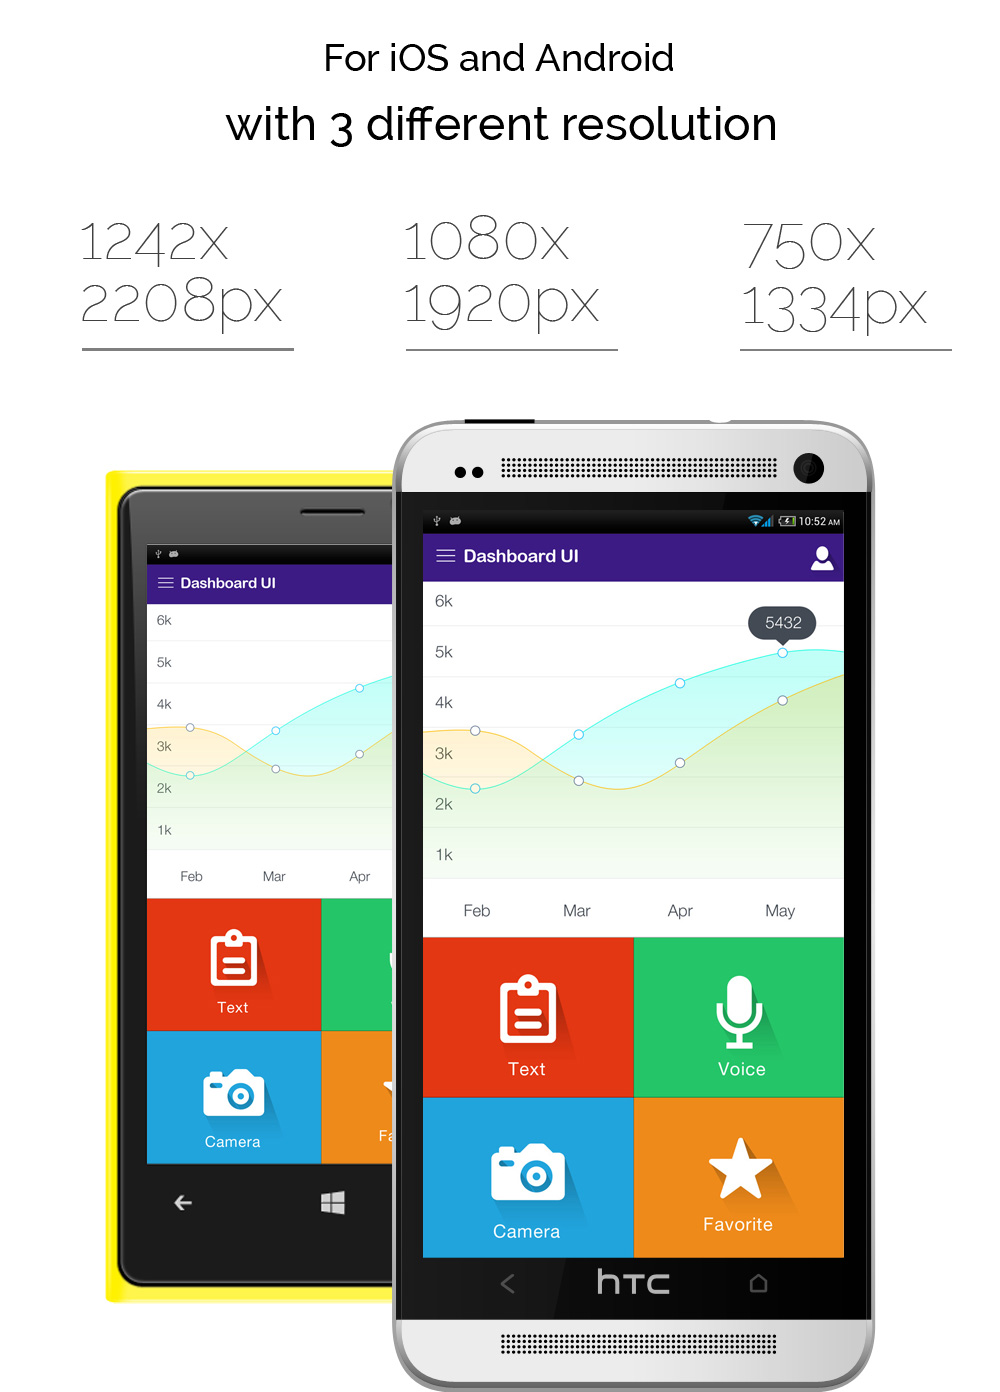 For iOS and Android
with 3 different resolution
1242x
2208px
1080x
1920px
750x
1334px
10:52 AM
Dashboard UI
6k
5432
5k
4k
3k
2k
1k
Feb Mar Apr May
Text Voice
Camera Favorite
hTC
Dashboard UI
6k
5k
4k
3k
2k
1k
Feb Mar Apr
Text
Camera Fa